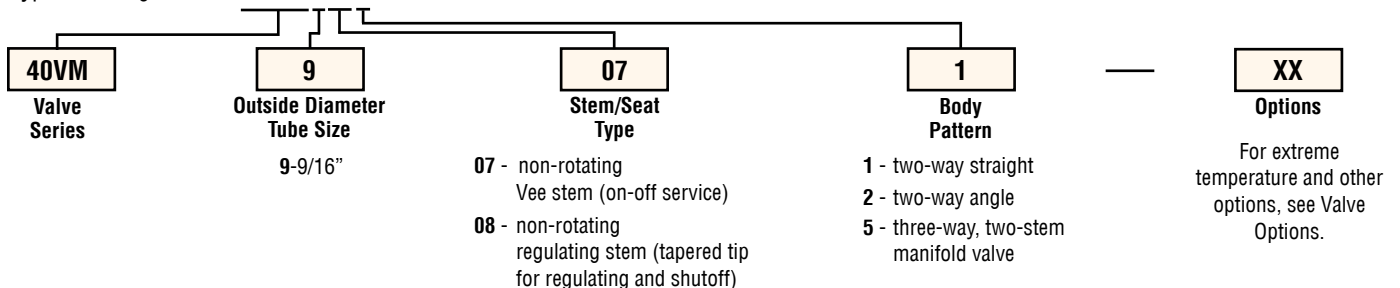 40VM
Valve
Series
9
Outside Diameter
Tube Size
9-9/16"
07
Stem/Seat
Type
07 - non-rotating
Vee stem (on-off service)
08 - non-rotating
regulating stem (tapered tip
for regulating and shutoff)
1
Body
Pattern
1 - two-way straight
2 - two-way angle
5 - three-way, two-stem
manifold valve
—
XX
Options
For extreme
temperature and other
options, see Valve
Options.